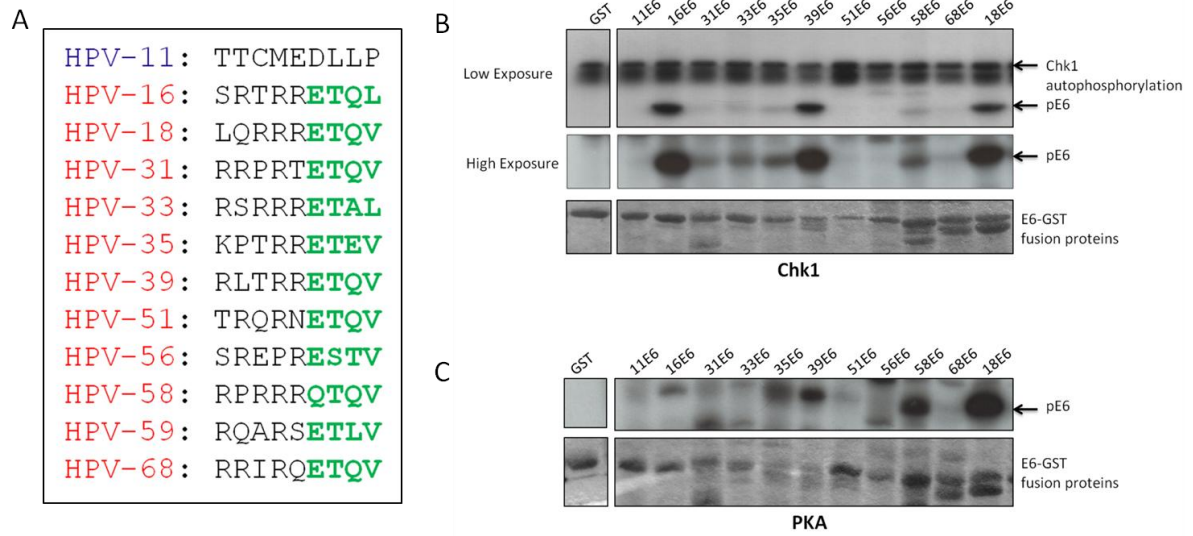 A
HPV-11: TTCMEDLLP
HPV-16: SRTRRETQL
HPV-18: LQRRRETQV
HPV-31: RRPRTETQV
HPV-33: RSRRRETAL
HPV-35: KPTRRETEV
HPV-39: RLTRRETQV
HPV-51: TRQRNETQV
HPV-56: SREPRESTV
HPV-58: RPRRRQTQV
HPV-59: RQARSETLV
HPV-68: RRIRQETQV
B
GST 11E6 16E6 31E6 33E6 35E6 39E6 51E6 56E6 58E6 68E6 18E6
Low Exposure
Chk1
autophosphorylation
pE6
High Exposure
pE6
E6-GST
fusion proteins
Chk1
C
GST 11E6 16E6 31E6 33E6 35E6 39E6 51E6 56E6 58E6 68E6 18E6
pE6
E6-GST
fusion proteins
PKA